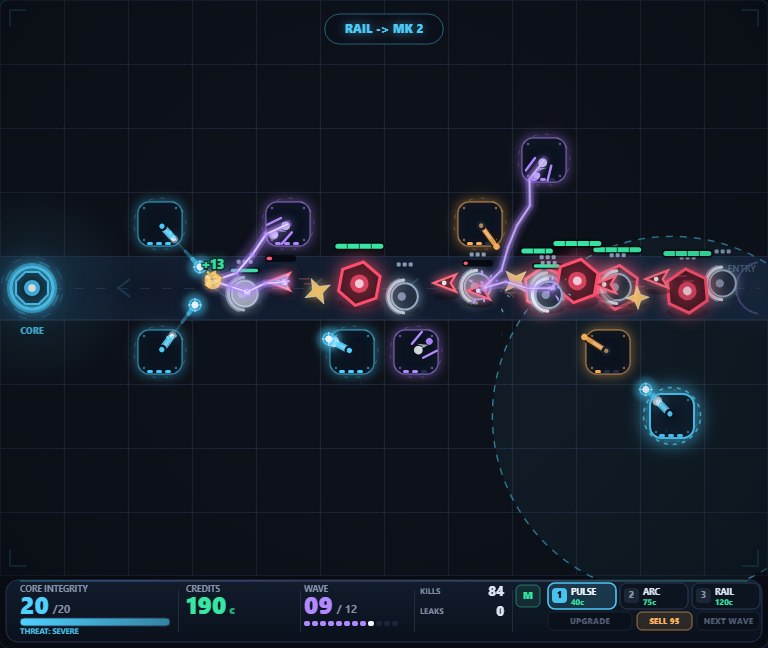 RAIL -> MK 2
+13
ENTRY
CORE
CORE INTEGRITY
20 /20
THREAT: SEVERE
CREDITS
190 c
WAVE
09 / 12
KILLS 84
LEAKS 0
M
1 PULSE 40c
2 ARC 75c
3 RAIL 120c
UPGRADE
SELL 95
NEXT WAVE